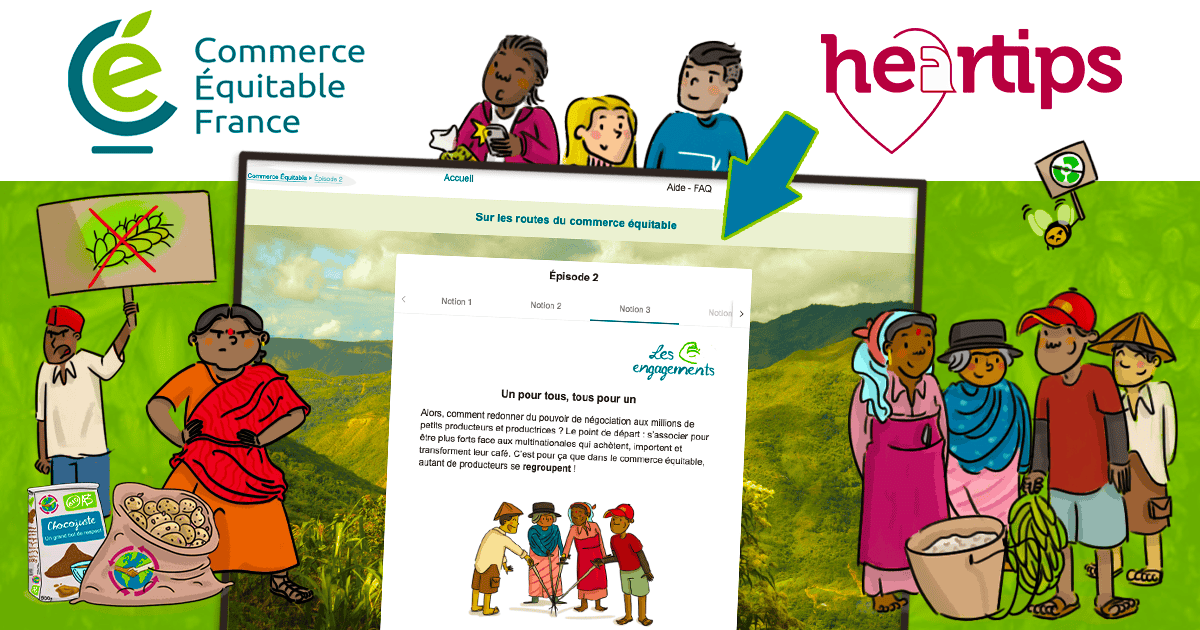 Commerce
Équitable
France
heartips
Commerce Équitable > Épisode 2
Accueil
Aide - FAQ
Sur les routes du commerce équitable
Épisode 2
Notion 1
Notion 2
Notion 3
Notion
Les
engagements
Un pour tous, tous pour un
Alors, comment redonner du pouvoir de négociation aux millions de
petits producteurs et productrices ? Le point de départ : s'associer pour
être plus forts face aux multinationales qui achètent, importent et
transforment leur café. C'est pour ça que dans le commerce équitable,
autant de producteurs se regroupent !
Chocojuste
Un grand bol de respect